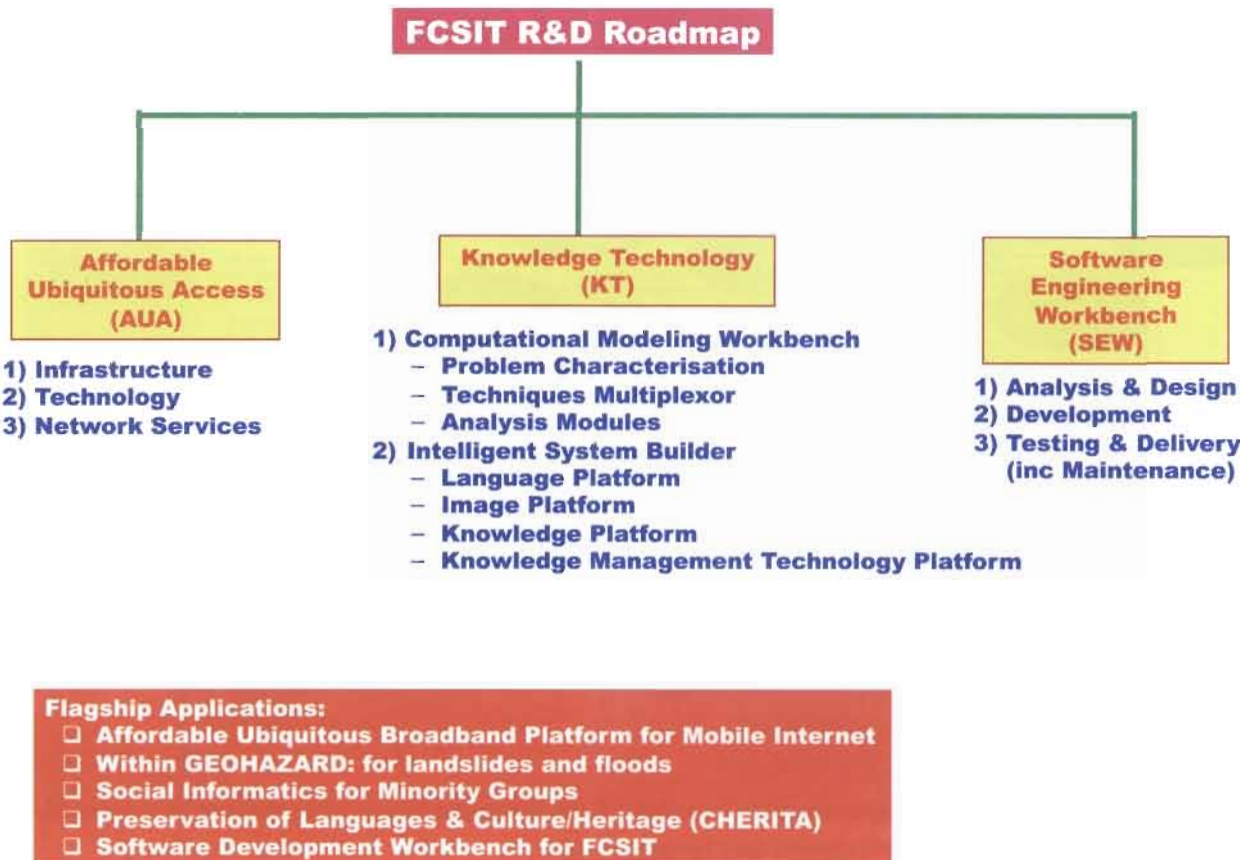 FCSIT R&D Roadmap
Affordable
Ubiquitous Access
(AUA)
1) Infrastructure
2) Technology
3) Network Services
Knowledge Technology
(KT)
1) Computational Modeling Workbench
– Problem Characterisation
– Techniques Multiplexor
– Analysis Modules
2) Intelligent System Builder
– Language Platform
– Image Platform
– Knowledge Platform
– Knowledge Management Technology Platform
Software
Engineering
Workbench
(SEW)
1) Analysis & Design
2) Development
3) Testing & Delivery
(inc Maintenance)
Flagship Applications:
❑ Affordable Ubiquitous Broadband Platform for Mobile Internet
❑ Within GEOHAZARD: for landslides and floods
❑ Social Informatics for Minority Groups
❑ Preservation of Languages & Culture/Heritage (CHERITA)
❑ Software Development Workbench for FCSIT